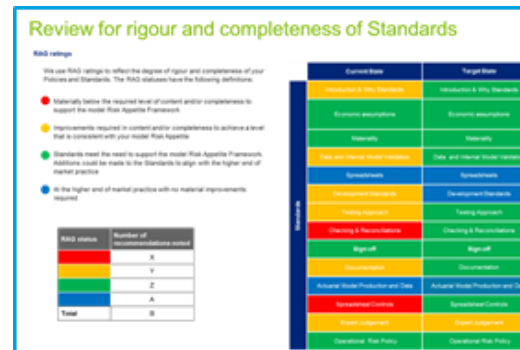 Review for rigour and completeness of Standards
RAG ratings
We use RAG ratings to reflect the degree of rigour and completeness of your
Policies and Standards. The RAG statuses have the following definitions:
Materially below the required level of content and/or completeness to
support the model Risk Appetite Framework
Improvements required in content and/or completeness to achieve a level
that is consistent with your model Risk Appetite
Standards meet the need to support the model Risk Appetite Framework.
Additions could be made to the Standards to align with the higher end of
market practice
At the higher end of market practice with no material improvements
required
RAG status Number of
recommendations noted
X
Y
Z
A
Total B
Standards
Current State Target State
Introduction & Why Standards Introduction & Why Standards
Economic assumptions Economic assumptions
Materiality Materiality
Data and Internal Model Validation Data and Internal Model Validati
Spreadsheets Spreadsheets
Development Standards Development Standards
Testing Approach Testing Approach
Checking & Reconciliations Checking & Reconciliations
Sign-off Sign-off
Documentation Documentation
Actuarial Model Production and Data Actuarial Model Production and Da
Spreadsheet Controls Spreadsheet Controls
Expert Judgement Expert Judgement
Operational Risk Policy Operational Risk Policy